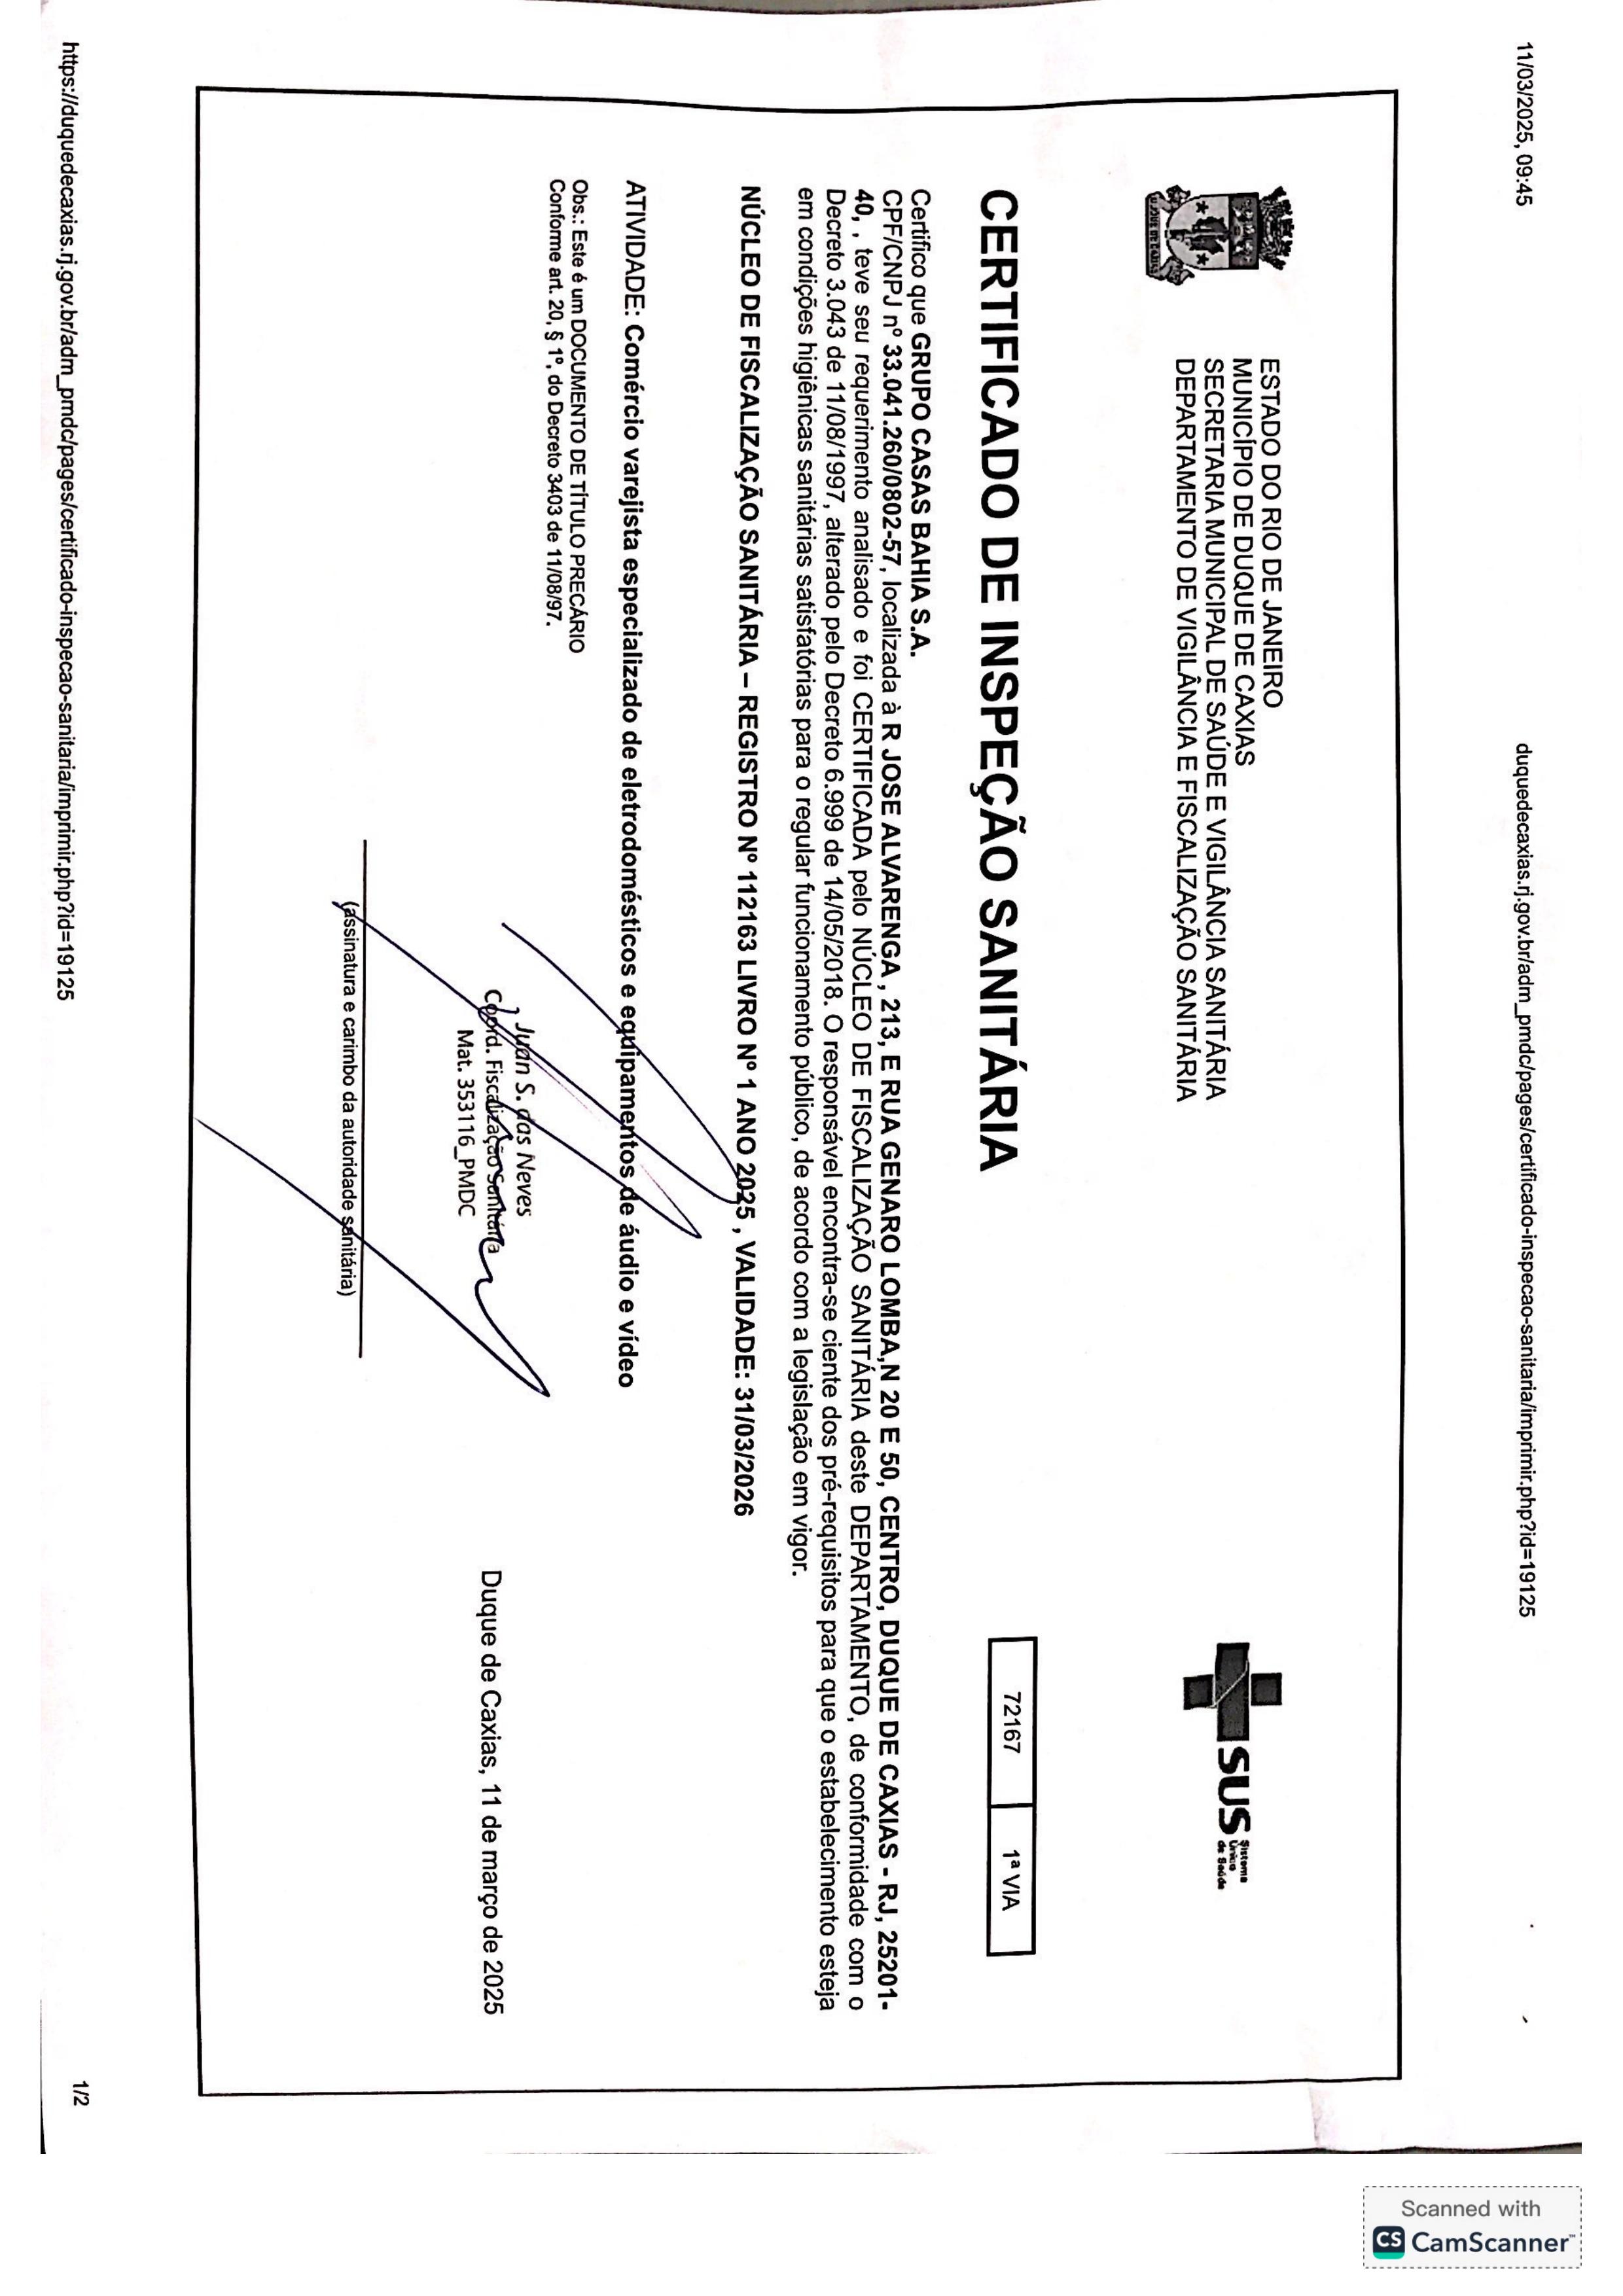 11/03/2025, 09:45
duquedecaxias.rj.gov.br/adm_pmdc/pages/certificado-inspecao-sanitaria/imprimir.php?id=19125
ESTADO DO RIO DE JANEIRO
MUNICÍPIO DE DUQUE DE CAXIAS
SECRETARIA MUNICIPAL DE SAÚDE E VIGILÂNCIA SANITÁRIA
DEPARTAMENTO DE VIGILÂNCIA E FISCALIZAÇÃO SANITÁRIA
SUS
Sistema
Único
de Saúde
CERTIFICADO DE INSPEÇÃO SANITÁRIA
72167
1ª VIA
Certifico que GRUPO CASAS BAHIA S.A.
CPF/CNPJ nº 33.041.260/0802-57, localizada à R JOSE ALVARENGA , 213, E RUA GENARO LOMBA,N 20 E 50, CENTRO, DUQUE DE CAXIAS - RJ, 25201-
40, , teve seu requerimento analisado e foi CERTIFICADA pelo NÚCLEO DE FISCALIZAÇÃO SANITÁRIA deste DEPARTAMENTO, de conformidade com o
Decreto 3.043 de 11/08/1997, alterado pelo Decreto 6.999 de 14/05/2018. O responsável encontra-se ciente dos pré-requisitos para que o estabelecimento esteja
em condições higiênicas sanitárias satisfatórias para o regular funcionamento público, de acordo com a legislação em vigor.
NÚCLEO DE FISCALIZAÇÃO SANITÁRIA – REGISTRO Nº 112163 LIVRO Nº 1 ANO 2025 , VALIDADE: 31/03/2026
ATIVIDADE: Comércio varejista especializado de eletrodomésticos e equipamentos de áudio e vídeo
Obs.: Este é um DOCUMENTO DE TÍTULO PRECÁRIO
Conforme art. 20, § 1º, do Decreto 3403 de 11/08/97.
Juan S. das Neves
Coord. Fiscalização Sanitária
Mat. 353116_PMDC
Duque de Caxias, 11 de março de 2025
(assinatura e carimbo da autoridade sanitária)
https://duquedecaxias.rj.gov.br/adm_pmdc/pages/certificado-inspecao-sanitaria/imprimir.php?id=19125
1/2
Scanned with
CS CamScanner